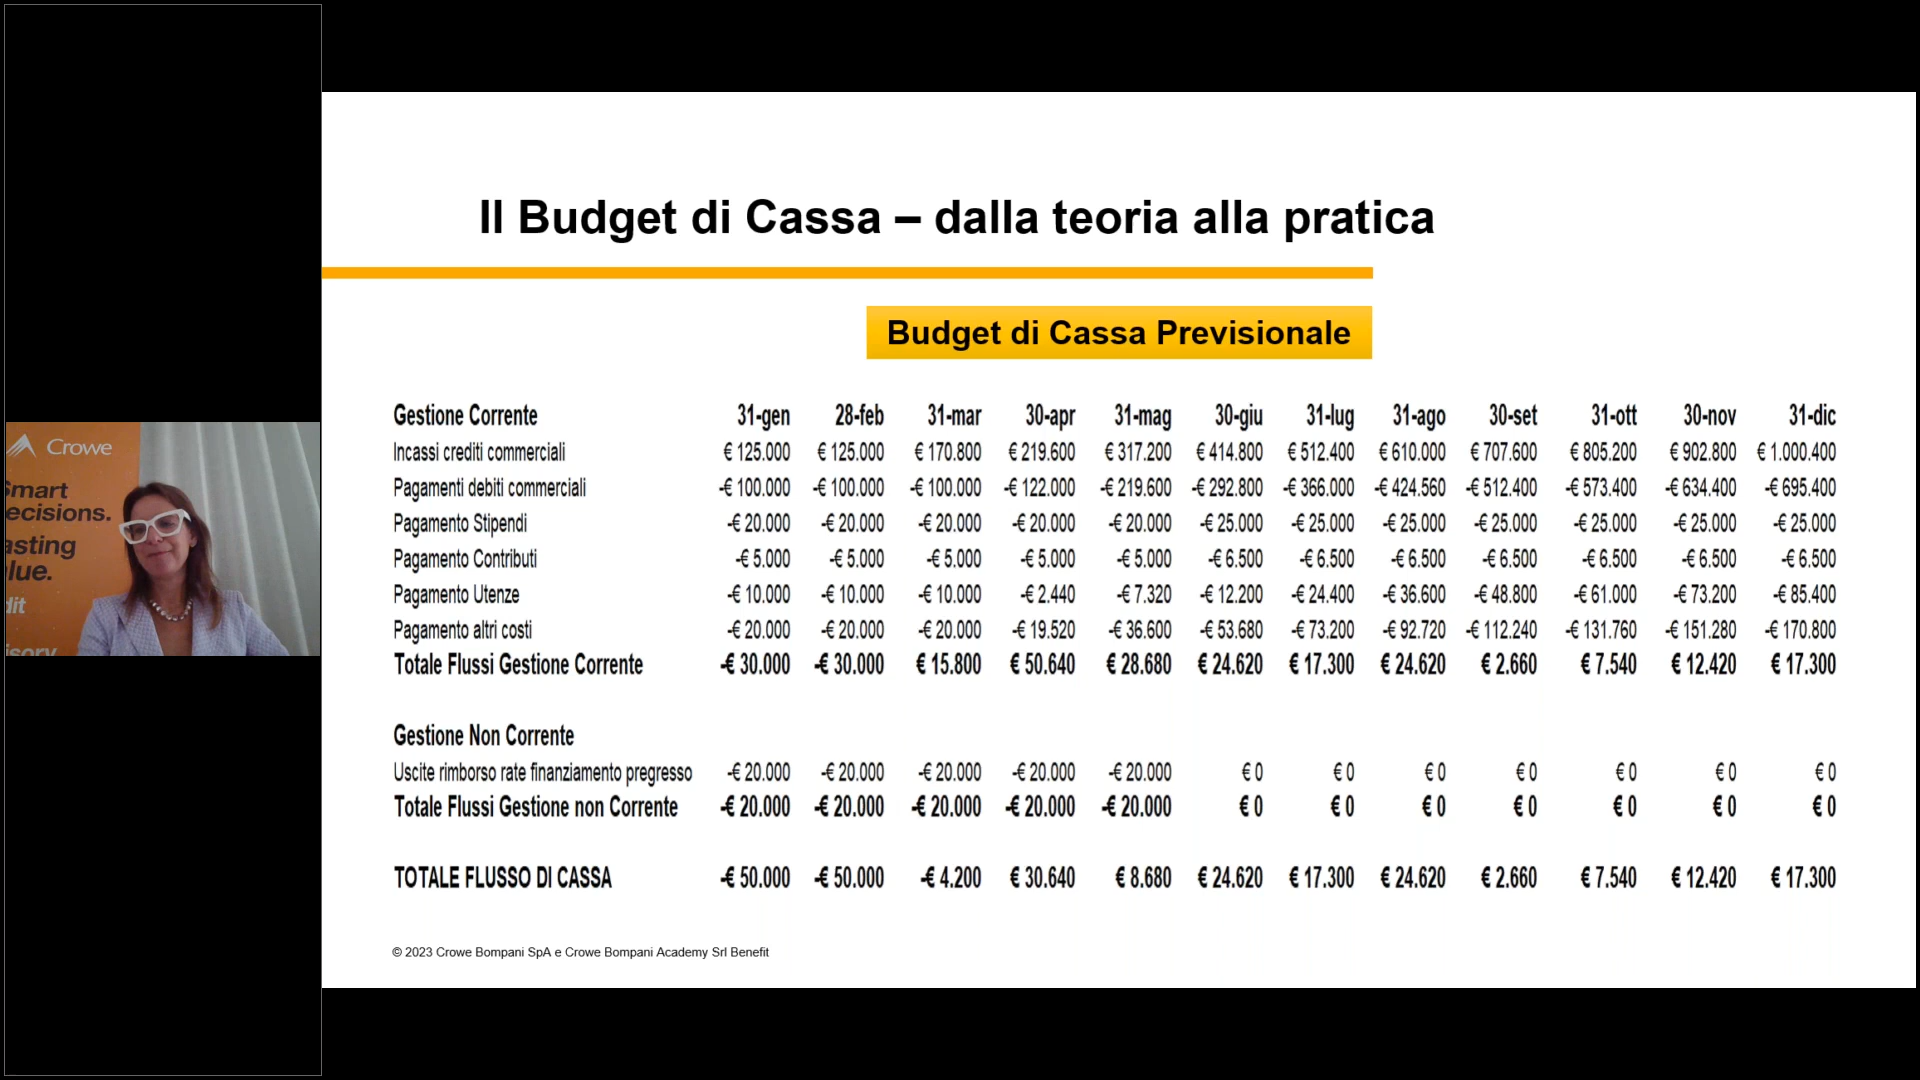 Crowe
Smart
ecisions.
asting
lue.
dit
isory
Il Budget di Cassa – dalla teoria alla pratica
Budget di Cassa Previsionale
Gestione Corrente 31-gen 28-feb 31-mar 30-apr 31-mag 30-giu 31-lug 31-ago 30-set 31-ott 30-nov 31-dic
Incassi crediti commerciali € 125.000 € 125.000 € 170.800 € 219.600 € 317.200 € 414.800 € 512.400 € 610.000 € 707.600 € 805.200 € 902.800 € 1.000.400
Pagamenti debiti commerciali -€ 100.000 -€ 100.000 -€ 100.000 -€ 122.000 -€ 219.600 -€ 292.800 -€ 366.000 -€ 424.560 -€ 512.400 -€ 573.400 -€ 634.400 -€ 695.400
Pagamento Stipendi -€ 20.000 -€ 20.000 -€ 20.000 -€ 20.000 -€ 20.000 -€ 25.000 -€ 25.000 -€ 25.000 -€ 25.000 -€ 25.000 -€ 25.000 -€ 25.000
Pagamento Contributi -€ 5.000 -€ 5.000 -€ 5.000 -€ 5.000 -€ 5.000 -€ 6.500 -€ 6.500 -€ 6.500 -€ 6.500 -€ 6.500 -€ 6.500 -€ 6.500
Pagamento Utenze -€ 10.000 -€ 10.000 -€ 10.000 -€ 2.440 -€ 7.320 -€ 12.200 -€ 24.400 -€ 36.600 -€ 48.800 -€ 61.000 -€ 73.200 -€ 85.400
Pagamento altri costi -€ 20.000 -€ 20.000 -€ 20.000 -€ 19.520 -€ 36.600 -€ 53.680 -€ 73.200 -€ 92.720 -€ 112.240 -€ 131.760 -€ 151.280 -€ 170.800
Totale Flussi Gestione Corrente -€ 30.000 -€ 30.000 € 15.800 € 50.640 € 28.680 € 24.620 € 17.300 € 24.620 € 2.660 € 7.540 € 12.420 € 17.300
Gestione Non Corrente
Uscite rimborso rate finanziamento pregresso -€ 20.000 -€ 20.000 -€ 20.000 -€ 20.000 -€ 20.000 € 0 € 0 € 0 € 0 € 0 € 0 € 0
Totale Flussi Gestione non Corrente -€ 20.000 -€ 20.000 -€ 20.000 -€ 20.000 -€ 20.000 € 0 € 0 € 0 € 0 € 0 € 0 € 0
TOTALE FLUSSO DI CASSA -€ 50.000 -€ 50.000 -€ 4.200 € 30.640 € 8.680 € 24.620 € 17.300 € 24.620 € 2.660 € 7.540 € 12.420 € 17.300
© 2023 Crowe Bompani SpA e Crowe Bompani Academy Srl Benefit